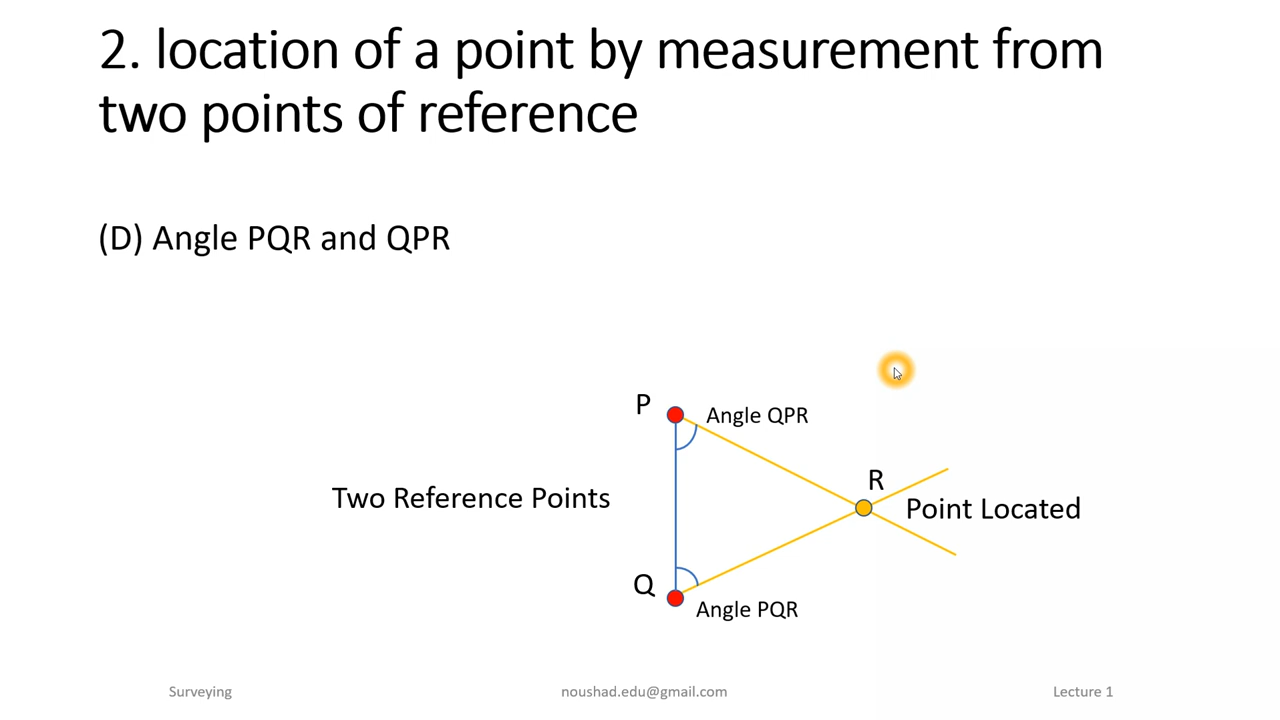 2. location of a point by measurement from
two points of reference
(D) Angle PQR and QPR
P
Angle QPR
R
Two Reference Points
Point Located
Q
Angle PQR
Surveying
noushad.edu@gmail.com
Lecture 1